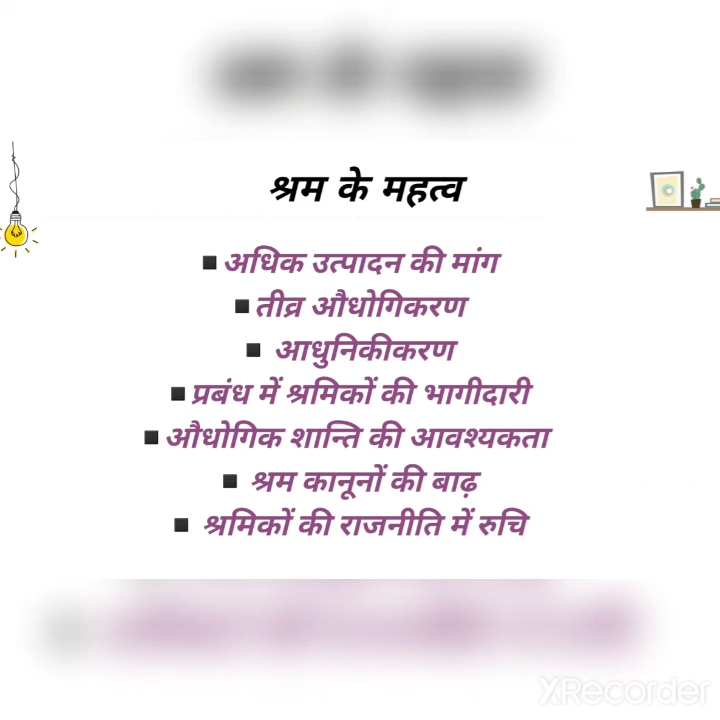 श्रम के महत्व
▪अधिक उत्पादन की मांग
▪तीव्र औधोगिकरण
▪ आधुनिकीकरण
▪प्रबंध में श्रमिकों की भागीदारी
▪औधोगिक शान्ति की आवश्यकता
▪ श्रम कानूनों की बाढ़
▪ श्रमिकों की राजनीति में रुचि
XRecorder